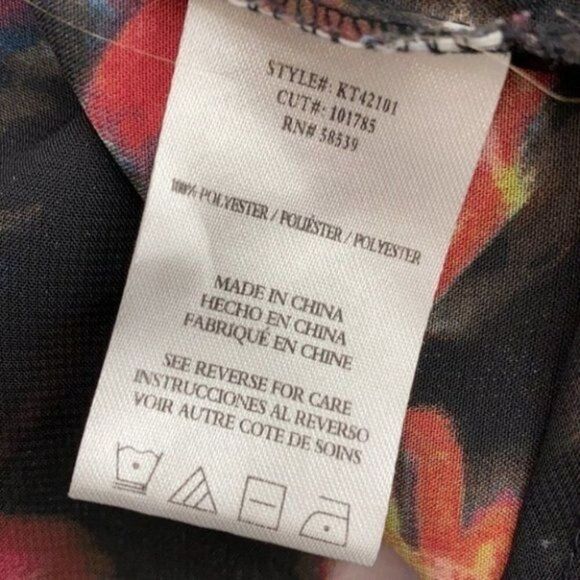 STYLE#: KT42101
CUT#: 101785
RN# 58539
100% POLYESTER / POLIÉSTER / POLYESTER
MADE IN CHINA
HECHO EN CHINA
FABRIQUÉ EN CHINE
SEE REVERSE FOR CARE
INSTRUCCIONES AL REVERSO
VOIR AUTRE COTE DE SOINS